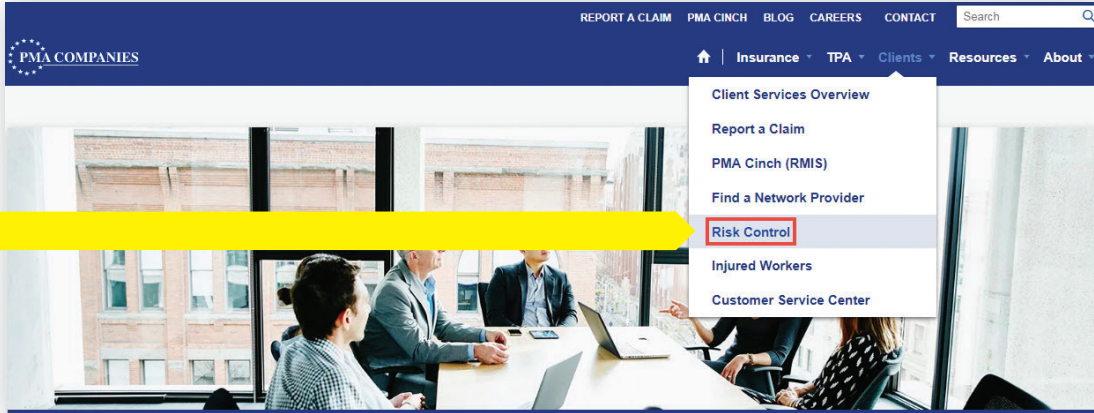 REPORT A CLAIM PMA CINCH BLOG CAREERS CONTACT Search
PMA COMPANIES
Insurance TPA Clients Resources About
Client Services Overview
Report a Claim
PMA Cinch (RMIS)
Find a Network Provider
Risk Control
Injured Workers
Customer Service Center